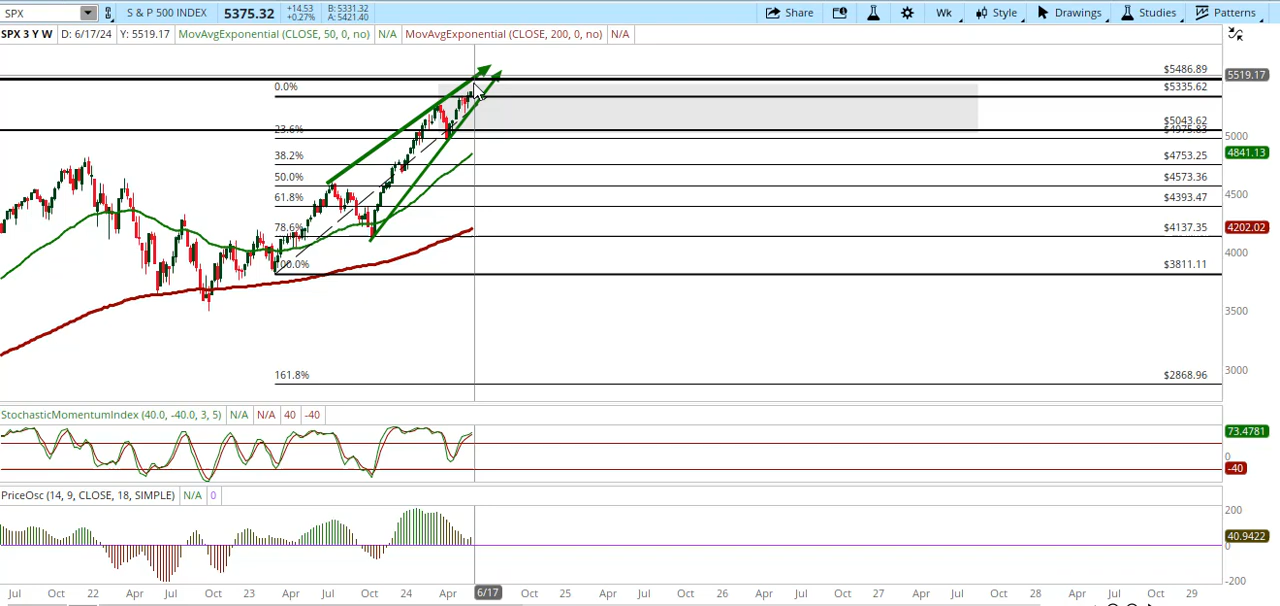 SPX S & P 500 INDEX 5375.32 +14.53 +0.27% B: 5331.32 A: 5421.40 Share Wk Style Drawings Studies Patterns
SPX 3 Y W D: 6/17/24 Y: 5519.17 MovAvgExponential (CLOSE, 50, 0, no) N/A MovAvgExponential (CLOSE, 200, 0, no) N/A
$5486.89
5519.17
0.0% $5335.62
$5043.62
23.6% $4975.83 5000
38.2% $4753.25 4841.13
50.0% $4573.36
61.8% $4393.47 4500
78.6% $4137.35 4202.02
4000
100.0% $3811.11
3500
161.8% $2868.96 3000
StochasticMomentumIndex (40.0, -40.0, 3, 5) N/A N/A 40 -40
73.4781
0
-40
PriceOsc (14, 9, CLOSE, 18, SIMPLE) N/A 0
200
40.9422
0
-200
Jul Oct 22 Apr Jul Oct 23 Apr Jul Oct 24 Apr 6/17 Oct 25 Apr Jul Oct 26 Apr Jul Oct 27 Apr Jul Oct 28 Apr Jul Oct 29